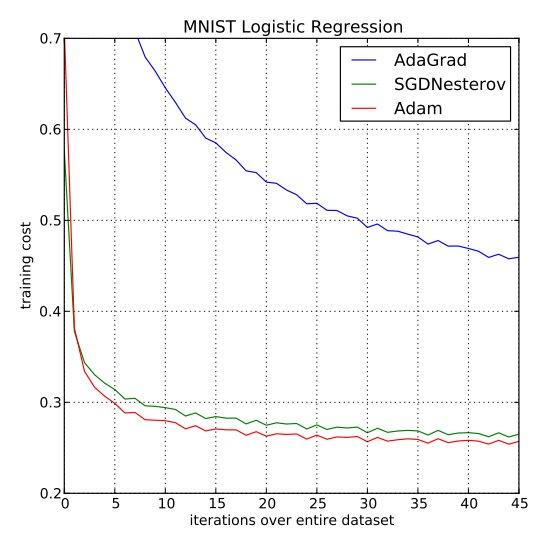 MNIST Logistic Regression
AdaGrad
SGDNesterov
Adam
training cost
0.7
0.6
0.5
0.4
0.3
0.2
0 5 10 15 20 25 30 35 40 45
iterations over entire dataset